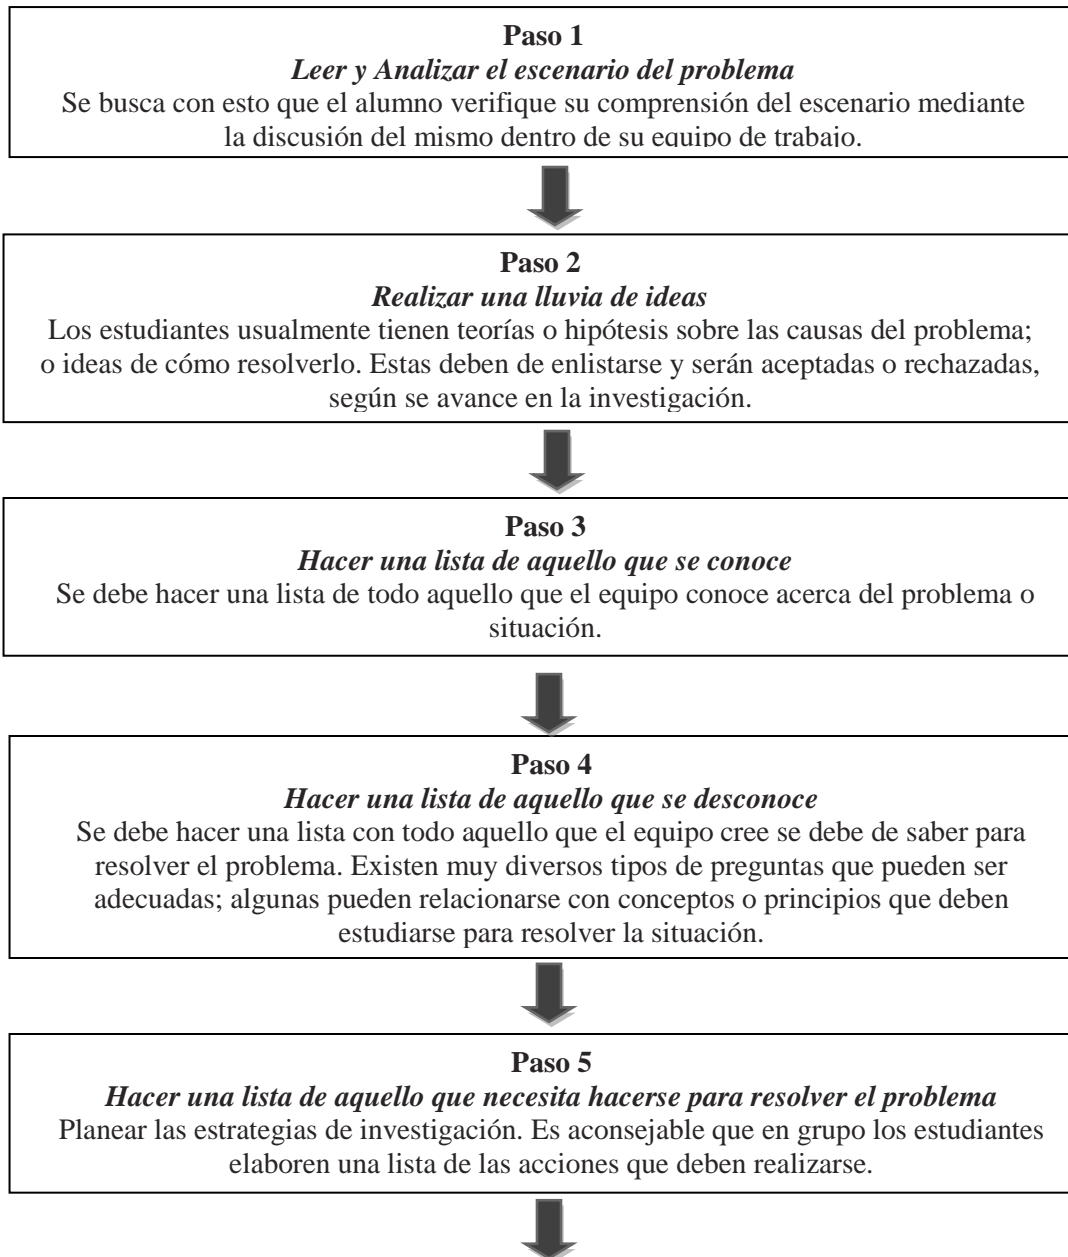 Paso 1
Leer y Analizar el escenario del problema
Se busca con esto que el alumno verifique su comprensión del escenario mediante
la discusión del mismo dentro de su equipo de trabajo.
Paso 2
Realizar una lluvia de ideas
Los estudiantes usualmente tienen teorías o hipótesis sobre las causas del problema;
o ideas de cómo resolverlo. Estas deben de enlistarse y serán aceptadas o rechazadas,
según se avance en la investigación.
Paso 3
Hacer una lista de aquello que se conoce
Se debe hacer una lista de todo aquello que el equipo conoce acerca del problema o
situación.
Paso 4
Hacer una lista de aquello que se desconoce
Se debe hacer una lista con todo aquello que el equipo cree se debe de saber para
resolver el problema. Existen muy diversos tipos de preguntas que pueden ser
adecuadas; algunas pueden relacionarse con conceptos o principios que deben
estudiarse para resolver la situación.
Paso 5
Hacer una lista de aquello que necesita hacerse para resolver el problema
Planear las estrategias de investigación. Es aconsejable que en grupo los estudiantes
elaboren una lista de las acciones que deben realizarse.